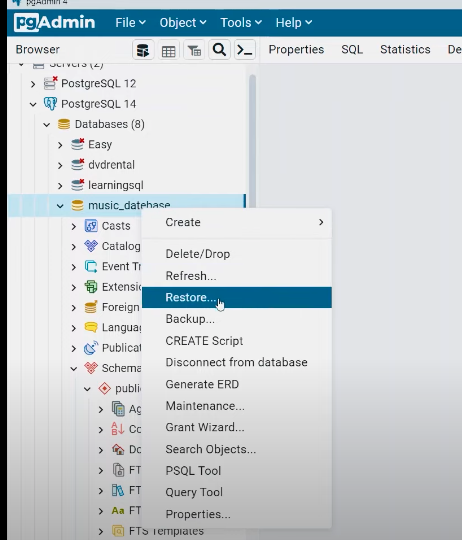 pgAdmin 4
pgAdmin File Object Tools Help
Browser Properties SQL Statistics De
Servers (2)
PostgreSQL 12
PostgreSQL 14
Databases (8)
Easy
dvdrental
learningsql
music_datebase
Casts
Catalog
Event Tr
Extensi
Foreign
Langua
Publicat
Schema
publi
Ag
Co
Do
FT
FT
Aa FT
FTS Templates
Create
Delete/Drop
Refresh...
Restore...
Backup...
CREATE Script
Disconnect from database
Generate ERD
Maintenance...
Grant Wizard...
Search Objects...
PSQL Tool
Query Tool
Properties...